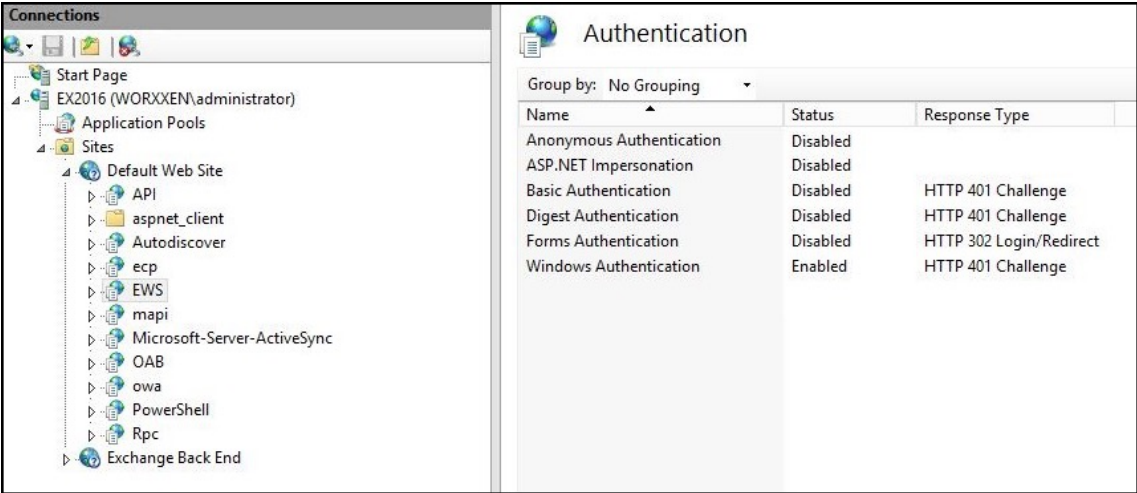 Connections
Start Page
EX2016 (WORXXEN\administrator)
Application Pools
Sites
Default Web Site
API
aspnet_client
Autodiscover
ecp
EWS
mapi
Microsoft-Server-ActiveSync
OAB
owa
PowerShell
Rpc
Exchange Back End
Authentication
Group by: No Grouping
Name Status Response Type
Anonymous Authentication Disabled
ASP.NET Impersonation Disabled
Basic Authentication Disabled HTTP 401 Challenge
Digest Authentication Disabled HTTP 401 Challenge
Forms Authentication Disabled HTTP 302 Login/Redirect
Windows Authentication Enabled HTTP 401 Challenge